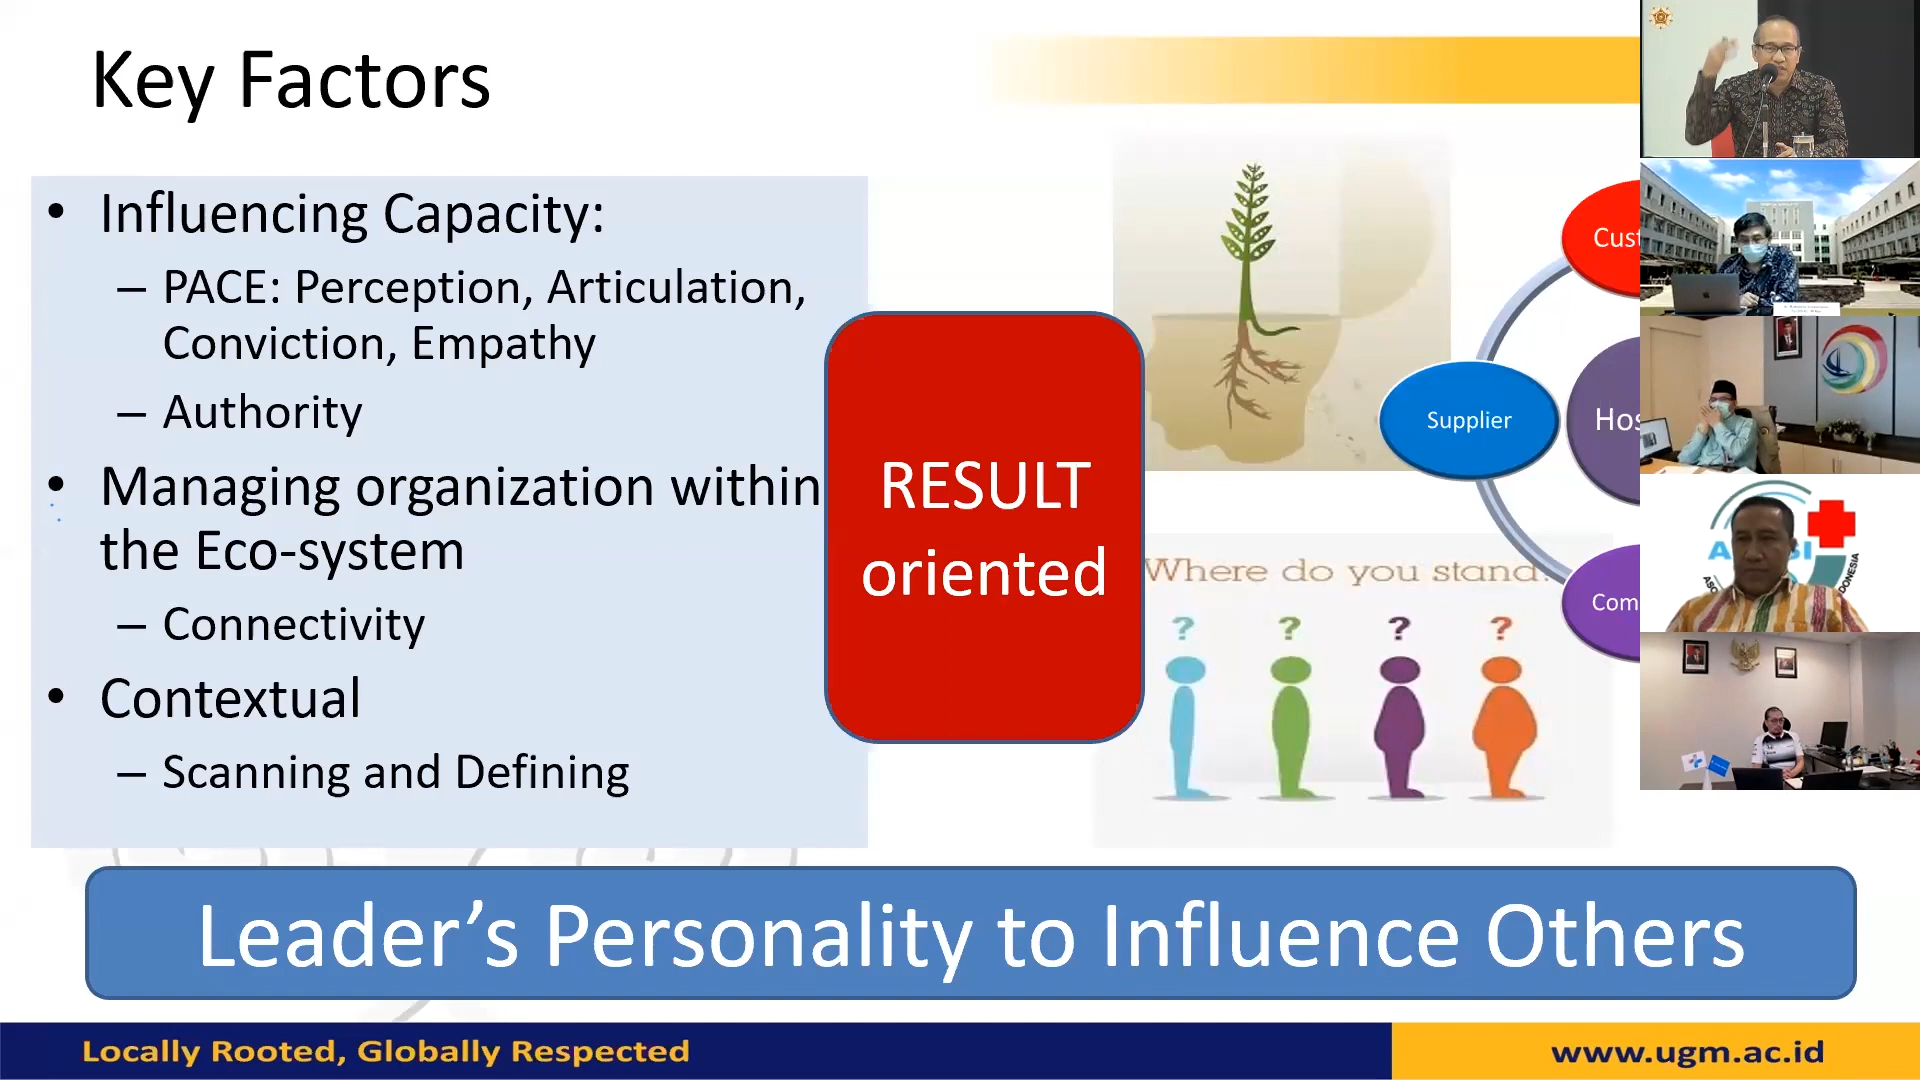 Key Factors
• Influencing Capacity:
– PACE: Perception, Articulation,
Conviction, Empathy
– Authority
• Managing organization within
the Eco-system
– Connectivity
• Contextual
– Scanning and Defining
RESULT
oriented
Cust
Supplier
Hos
Com
Where do you stand.
? ? ? ?
Leader's Personality to Influence Others
Locally Rooted, Globally Respected
www.ugm.ac.id